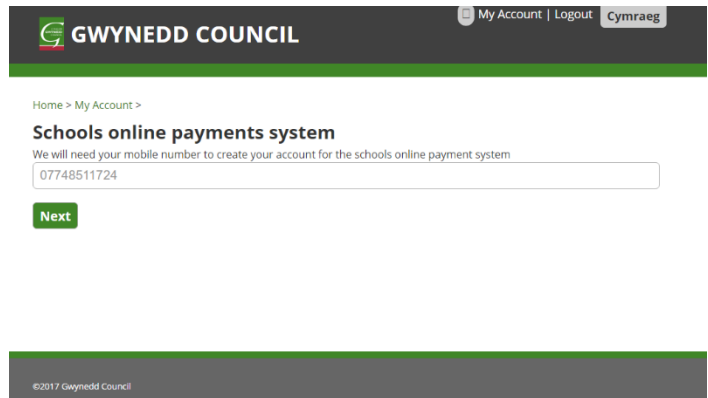 My Account | Logout Cymraeg
GWYNEDD COUNCIL
Home > My Account >
Schools online payments system
We will need your mobile number to create your account for the schools online payment system
07748511724
Next
©2017 Gwynedd Council